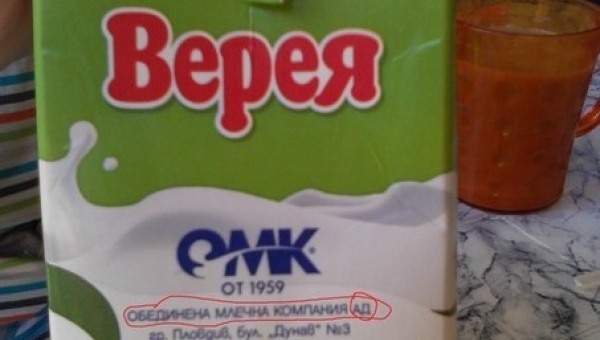 Верея
ОМК®
ОТ 1959
ОБЕДИНЕНА МЛЕЧНА КОМПАНИЯ АД
гр. Пловдив, бул. „Дунав" №3